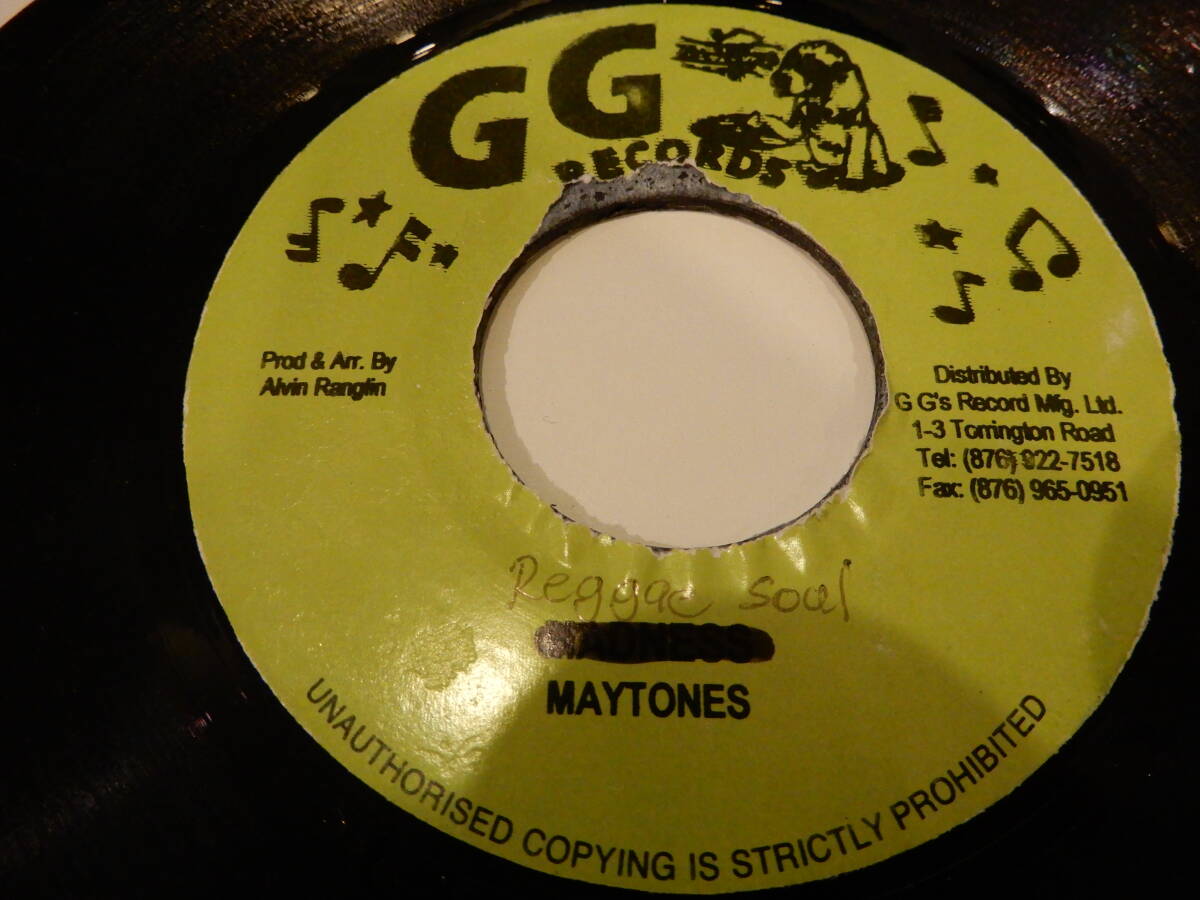 GG
RECORDS
Prod & Arr. By
Alvin Ranglin
Distributed By
G G's Record Mfg. Ltd.
1-3 Torrington Road
Tel: (876) 922-7518
Fax: (876) 965-0951
Reggae soul
MADNESS
MAYTONES
UNAUTHORISED COPYING IS STRICTLY PROHIBITED